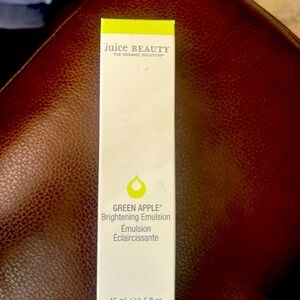 juice BEAUTY
THE ORGANIC SOLUTION®
GREEN APPLE®
Brightening Emulsion
Émulsion
Éclaircissante